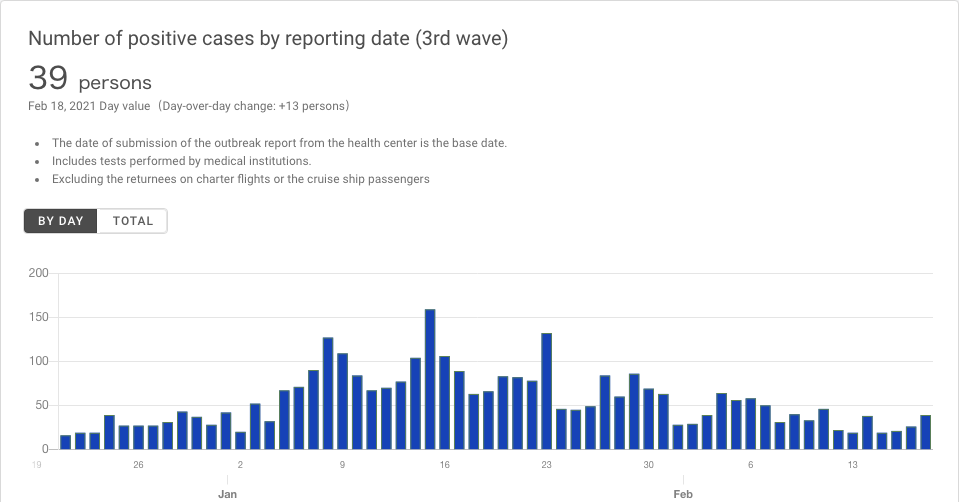 Number of positive cases by reporting date (3rd wave)
39 persons
Feb 18, 2021 Day value（Day-over-day change: +13 persons）
• The date of submission of the outbreak report from the health center is the base date.
• Includes tests performed by medical institutions.
• Excluding the returnees on charter flights or the cruise ship passengers
BY DAY TOTAL
200
150
100
50
0
19 26 2 9 16 23 30 6 13
Jan Feb